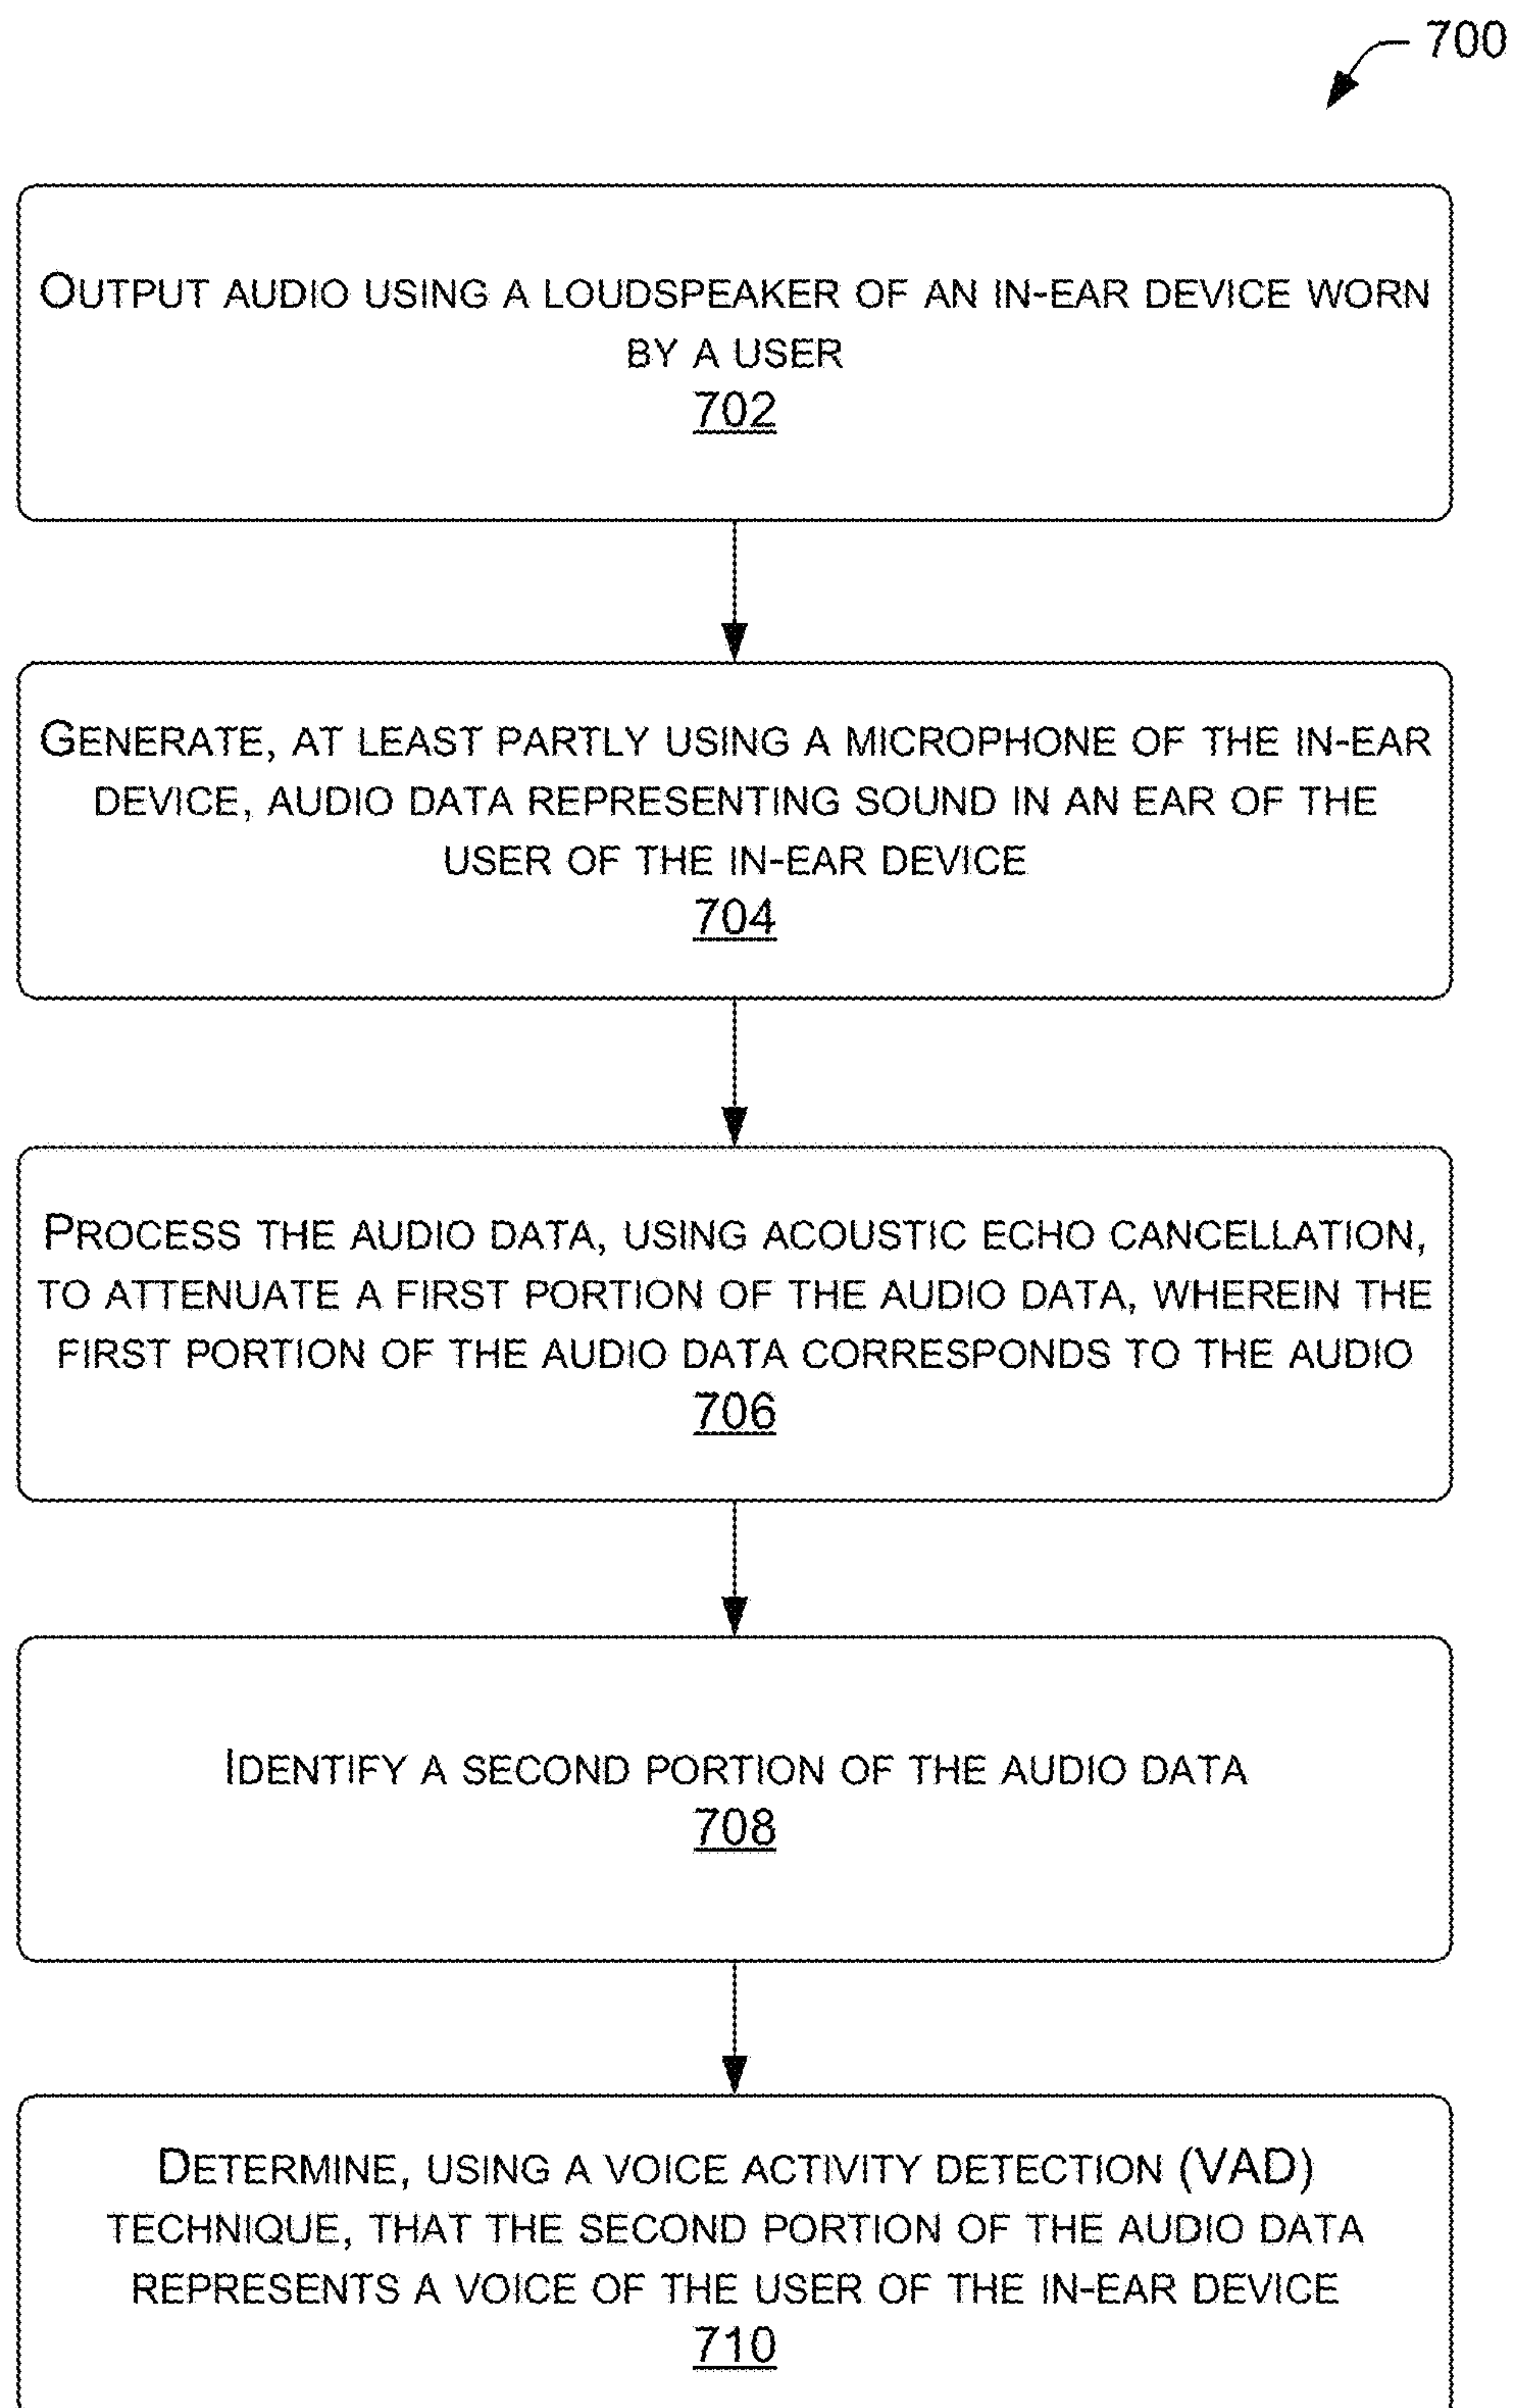 700
OUTPUT AUDIO USING A LOUDSPEAKER OF AN IN-EAR DEVICE WORN
BY A USER
702
GENERATE, AT LEAST PARTLY USING A MICROPHONE OF THE IN-EAR
DEVICE, AUDIO DATA REPRESENTING SOUND IN AN EAR OF THE
USER OF THE IN-EAR DEVICE
704
PROCESS THE AUDIO DATA, USING ACOUSTIC ECHO CANCELLATION,
TO ATTENUATE A FIRST PORTION OF THE AUDIO DATA, WHEREIN THE
FIRST PORTION OF THE AUDIO DATA CORRESPONDS TO THE AUDIO
706
IDENTIFY A SECOND PORTION OF THE AUDIO DATA
708
DETERMINE, USING A VOICE ACTIVITY DETECTION (VAD)
TECHNIQUE, THAT THE SECOND PORTION OF THE AUDIO DATA
REPRESENTS A VOICE OF THE USER OF THE IN-EAR DEVICE
710